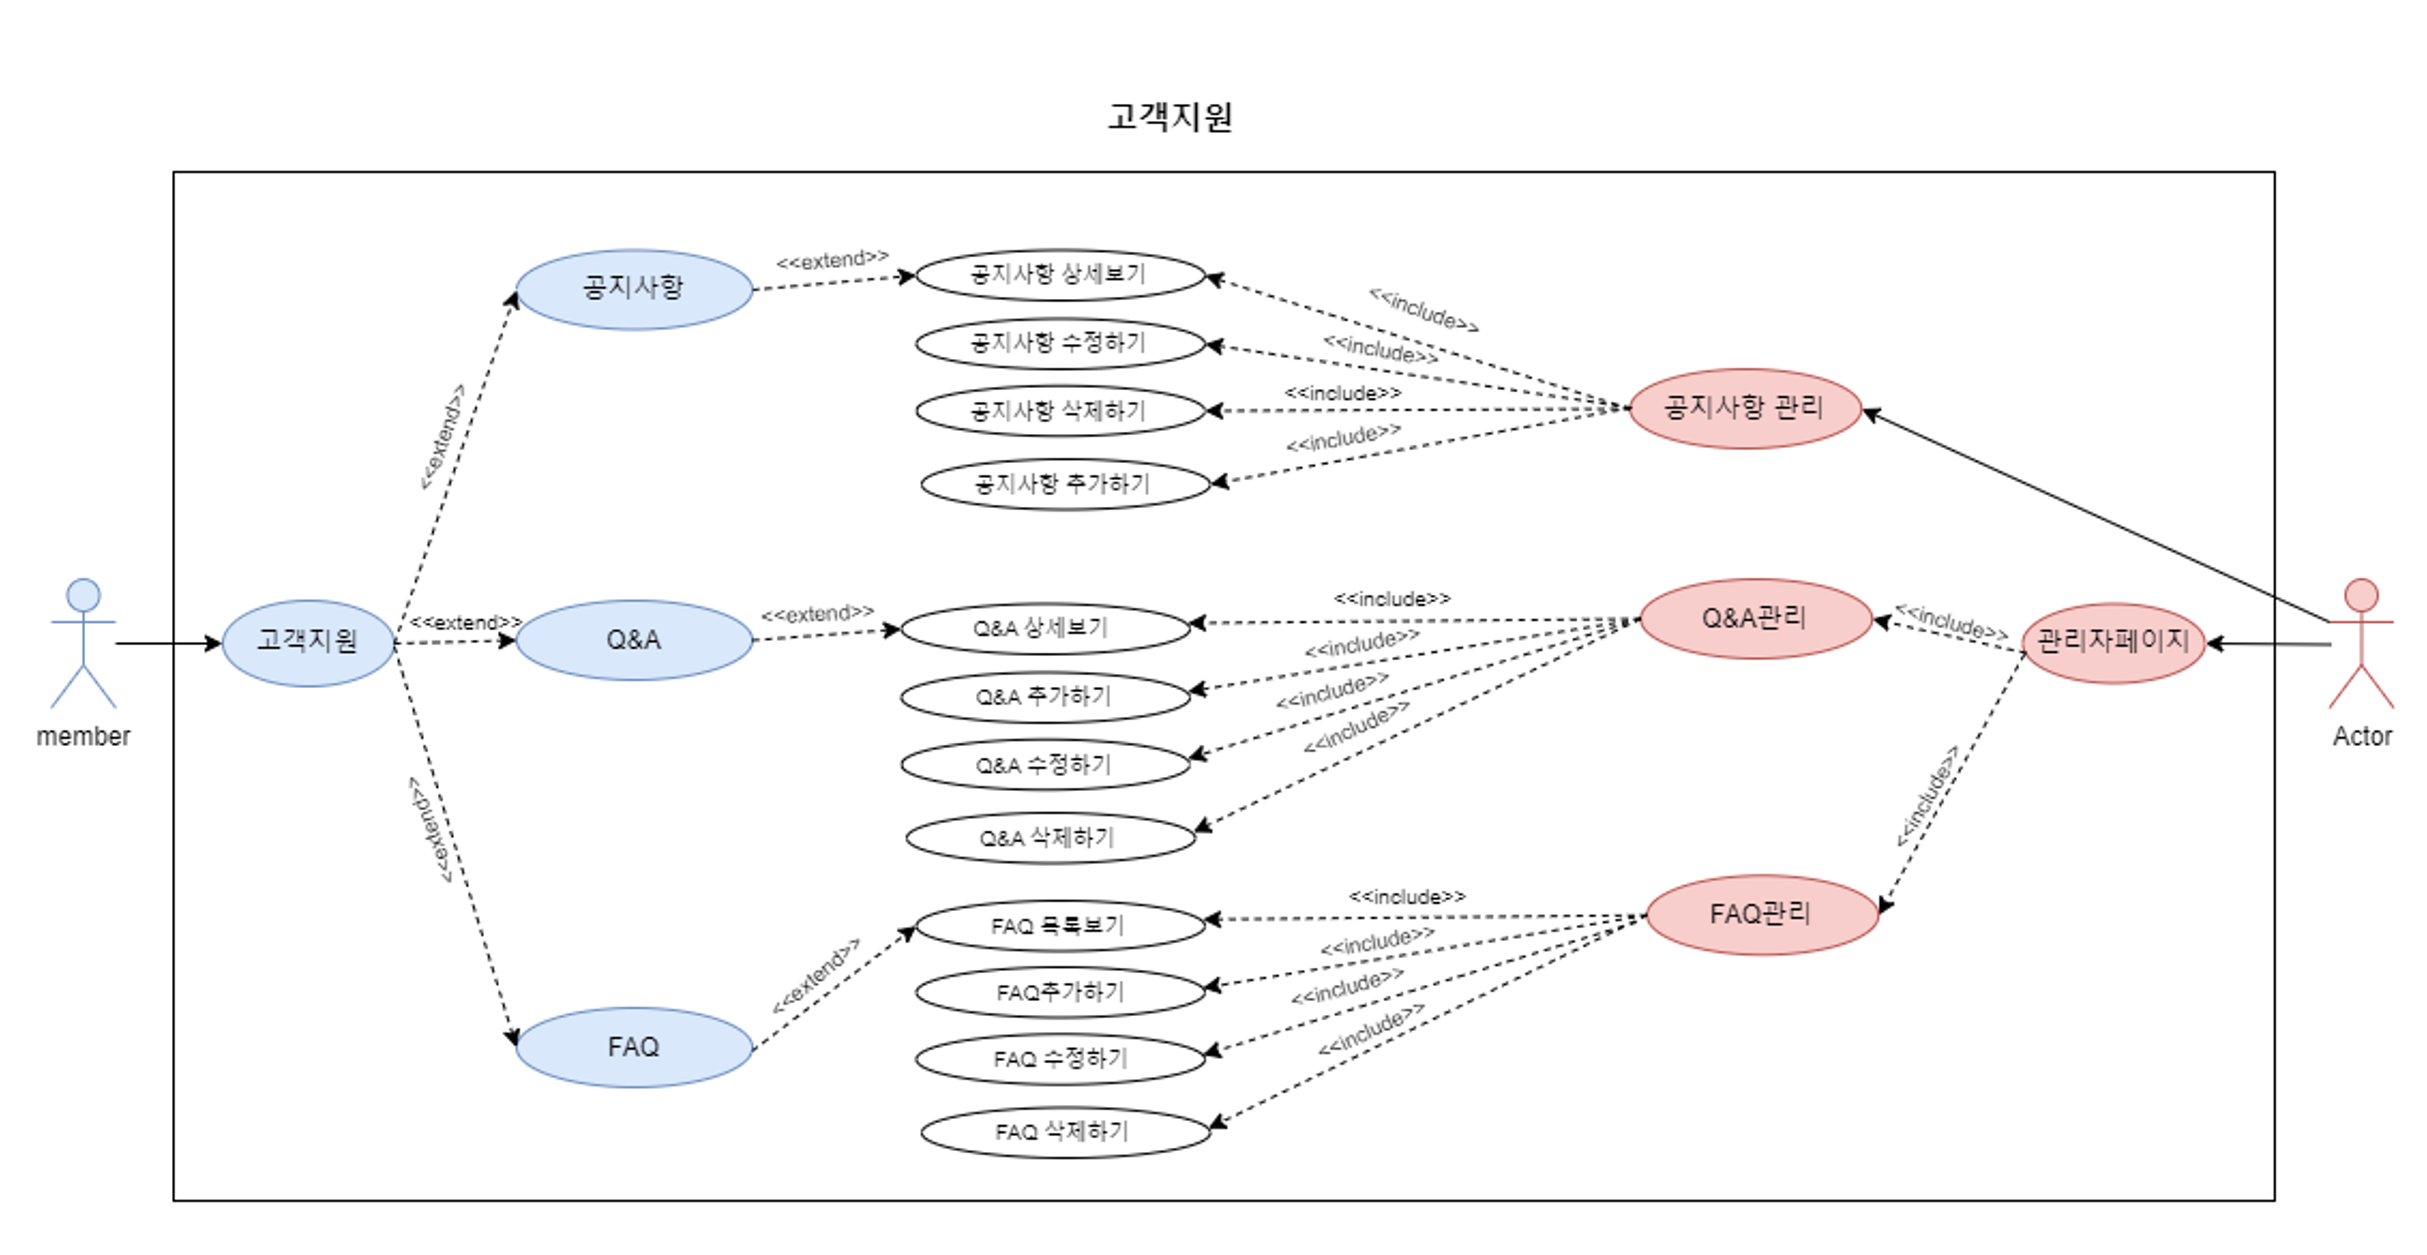 고객지원
<<extend>>
공지사항
<<extend>>
공지사항 상세보기
공지사항 수정하기
공지사항 삭제하기
공지사항 추가하기
<<include>>
<<include>>
<<include>>
<<include>>
공지사항 관리
member
고객지원
<<extend>>
Q&A
<<extend>>
Q&A 상세보기
Q&A 추가하기
Q&A 수정하기
Q&A 삭제하기
<<include>>
<<include>>
<<include>>
<<include>>
Q&A관리
<<include>>
관리자페이지
Actor
<<extend>>
FAQ
<<extend>>
FAQ 목록보기
FAQ추가하기
FAQ 수정하기
FAQ 삭제하기
<<include>>
<<include>>
<<include>>
<<include>>
FAQ관리
<<include>>